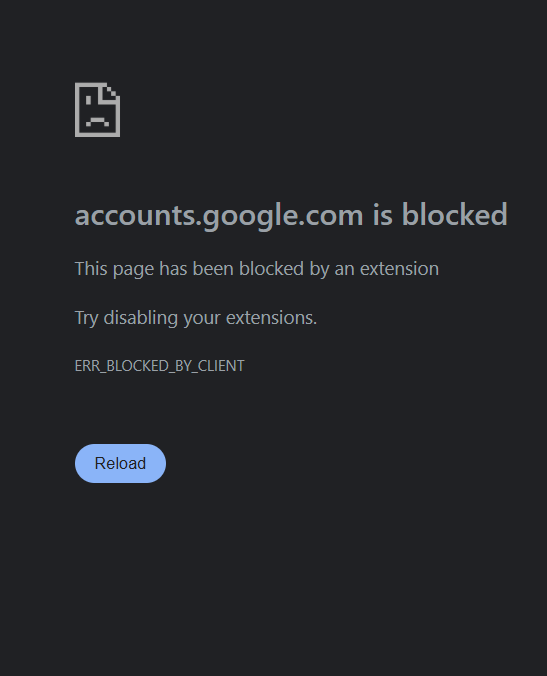 accounts.google.com is blocked
This page has been blocked by an extension
Try disabling your extensions.
ERR_BLOCKED_BY_CLIENT
Reload